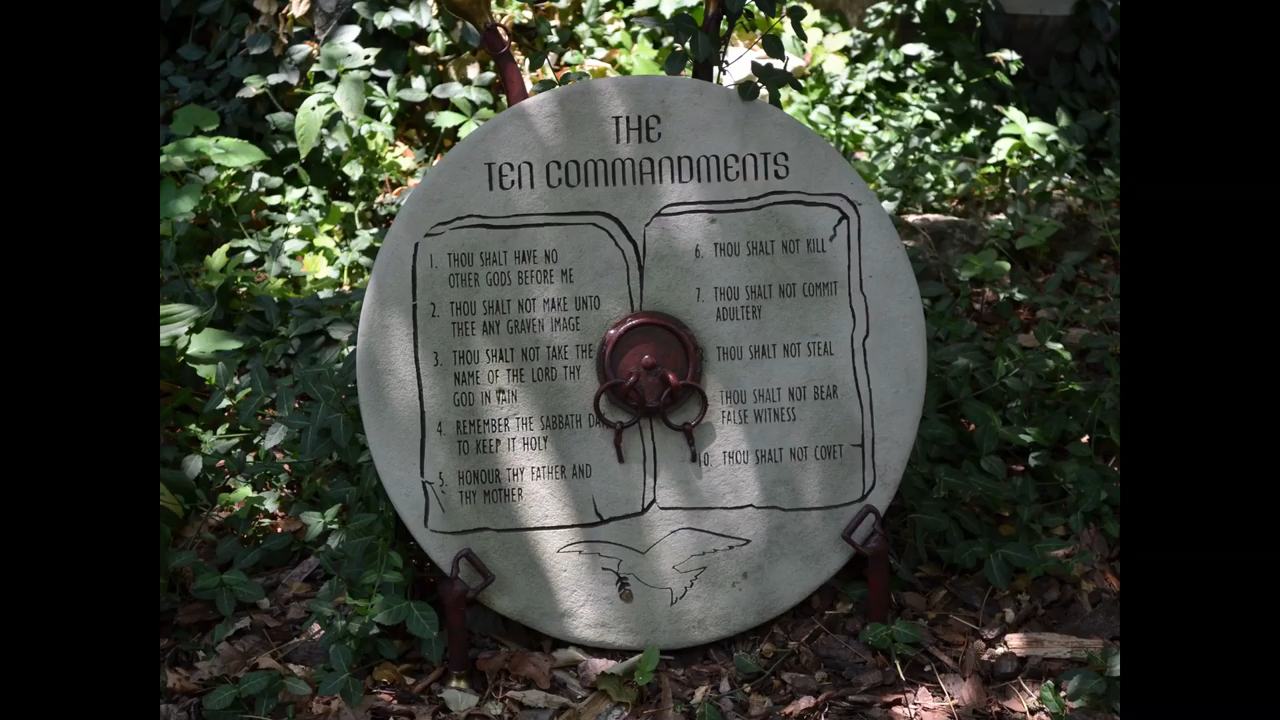 THE
TEN COMMANDMENTS
1. THOU SHALT HAVE NO
OTHER GODS BEFORE ME
2. THOU SHALT NOT MAKE UNTO
THEE ANY GRAVEN IMAGE
3. THOU SHALT NOT TAKE THE
NAME OF THE LORD THY
GOD IN VAIN
4. REMEMBER THE SABBATH
TO KEEP IT HOLY
5. HONOUR THY FATHER AND
THY MOTHER
6. THOU SHALT NOT KILL
7. THOU SHALT NOT COMMIT
ADULTERY
THOU SHALT NOT STEAL
THOU SHALT NOT BEAR
FALSE WITNESS
10. THOU SHALT NOT COVET